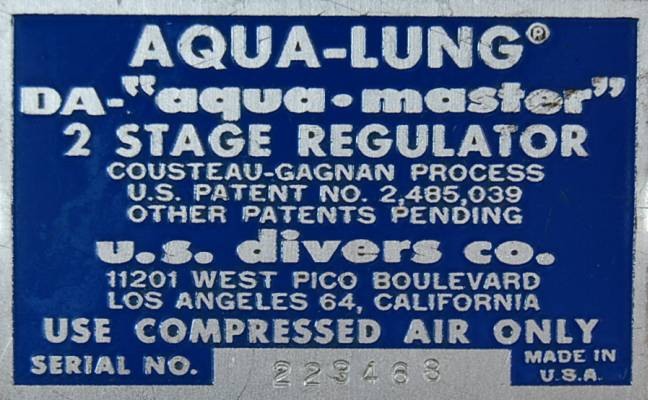 AQUA-LUNG®
DA-"aqua•master"
2 STAGE REGULATOR
COUSTEAU-GAGNAN PROCESS
U.S. PATENT NO. 2,485,039
OTHER PATENTS PENDING
u.s. divers co.
11201 WEST PICO BOULEVARD
LOS ANGELES 64, CALIFORNIA
USE COMPRESSED AIR ONLY
SERIAL NO. 223468 MADE IN
U.S.A.